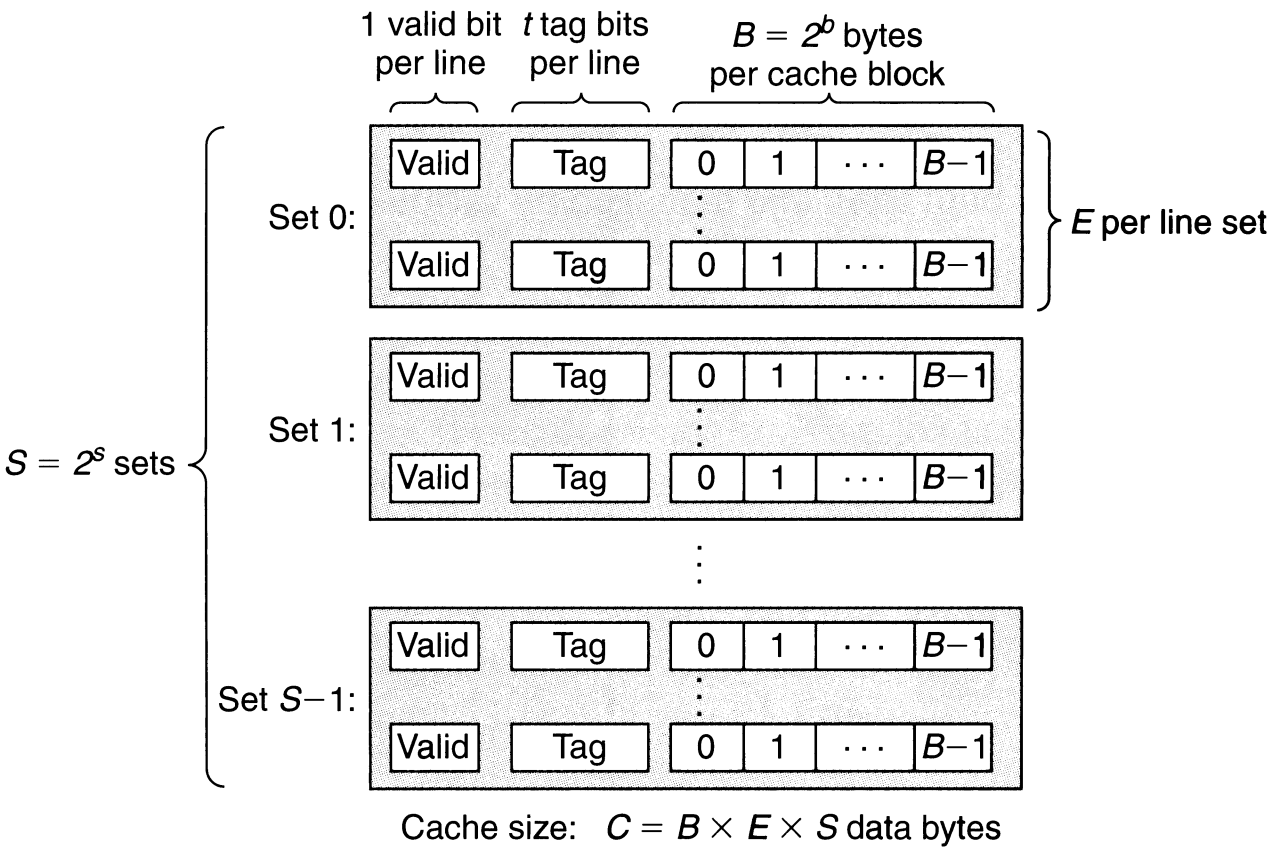 1 valid bit
per line
t tag bits
per line
B = 2^b bytes
per cache block
Valid Tag 0 1 ··· B−1
Set 0:
Valid Tag 0 1 ··· B−1
E per line set
Valid Tag 0 1 ··· B−1
Set 1:
Valid Tag 0 1 ··· B−1
S = 2^s sets
Valid Tag 0 1 ··· B−1
Set S−1:
Valid Tag 0 1 ··· B−1
Cache size: C = B × E × S data bytes